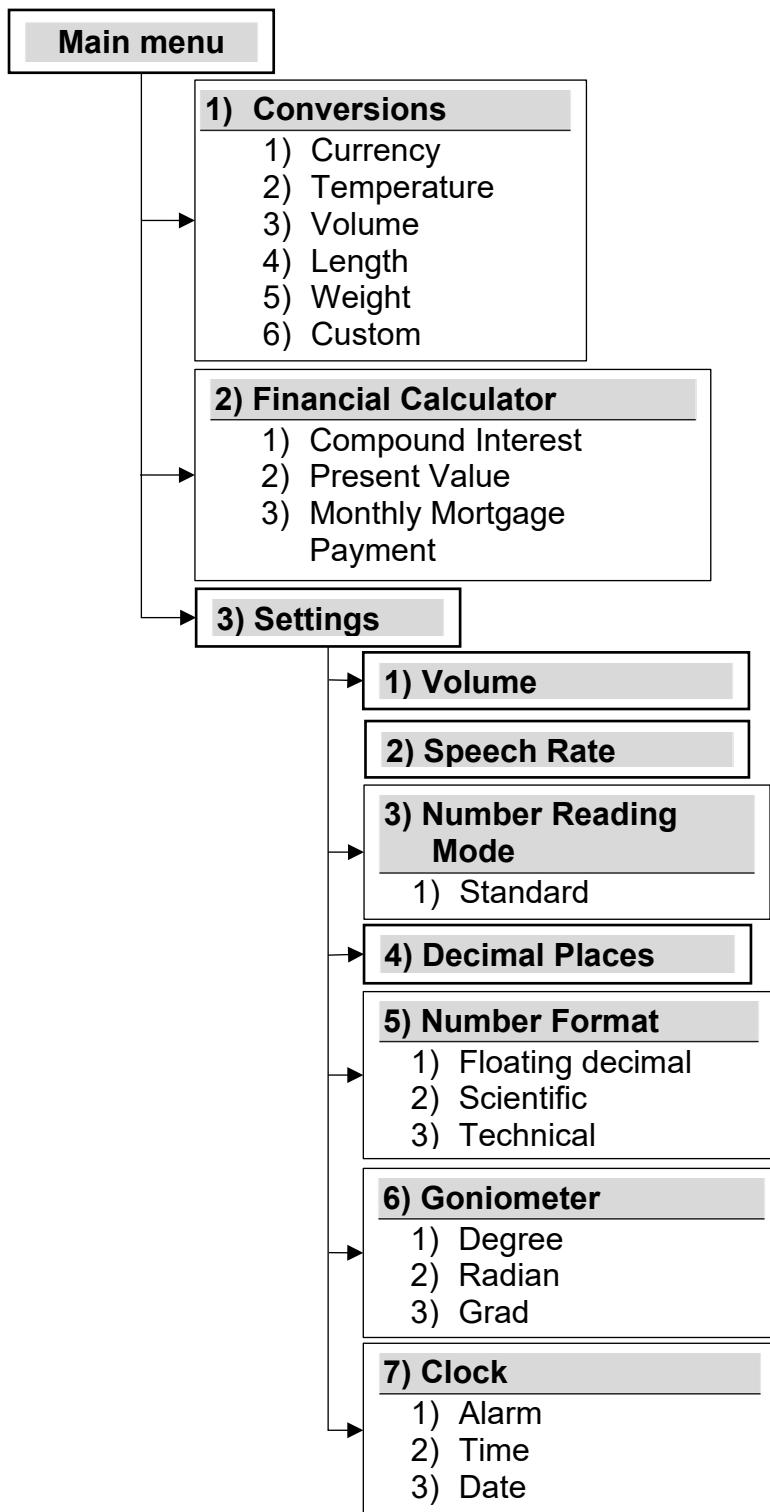 Main menu
1) Conversions
1) Currency
2) Temperature
3) Volume
4) Length
5) Weight
6) Custom
2) Financial Calculator
1) Compound Interest
2) Present Value
3) Monthly Mortgage
Payment
3) Settings
1) Volume
2) Speech Rate
3) Number Reading
Mode
1) Standard
4) Decimal Places
5) Number Format
1) Floating decimal
2) Scientific
3) Technical
6) Goniometer
1) Degree
2) Radian
3) Grad
7) Clock
1) Alarm
2) Time
3) Date